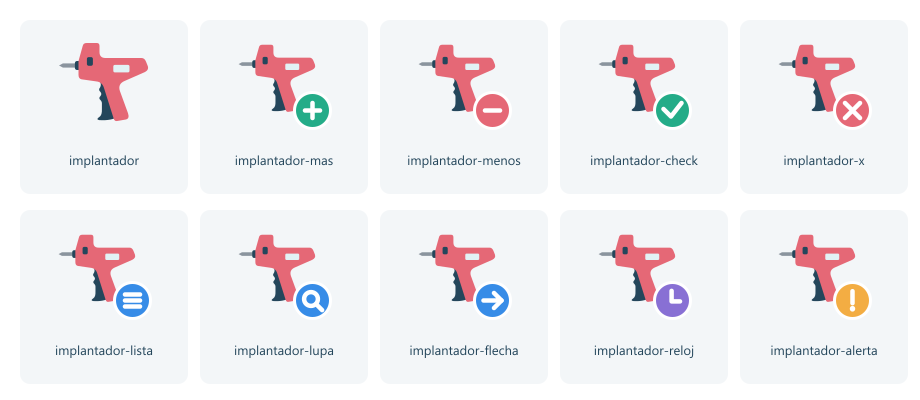 implantador
implantador-mas
implantador-menos
implantador-check
implantador-x
implantador-lista
implantador-lupa
implantador-flecha
implantador-reloj
implantador-alerta